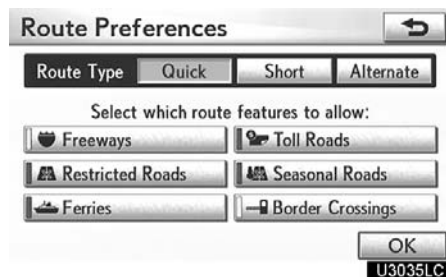 Route Preferences
Route Type Quick Short Alternate
Select which route features to allow:
Freeways Toll Roads
Restricted Roads Seasonal Roads
Ferries Border Crossings
OK
U3035LC